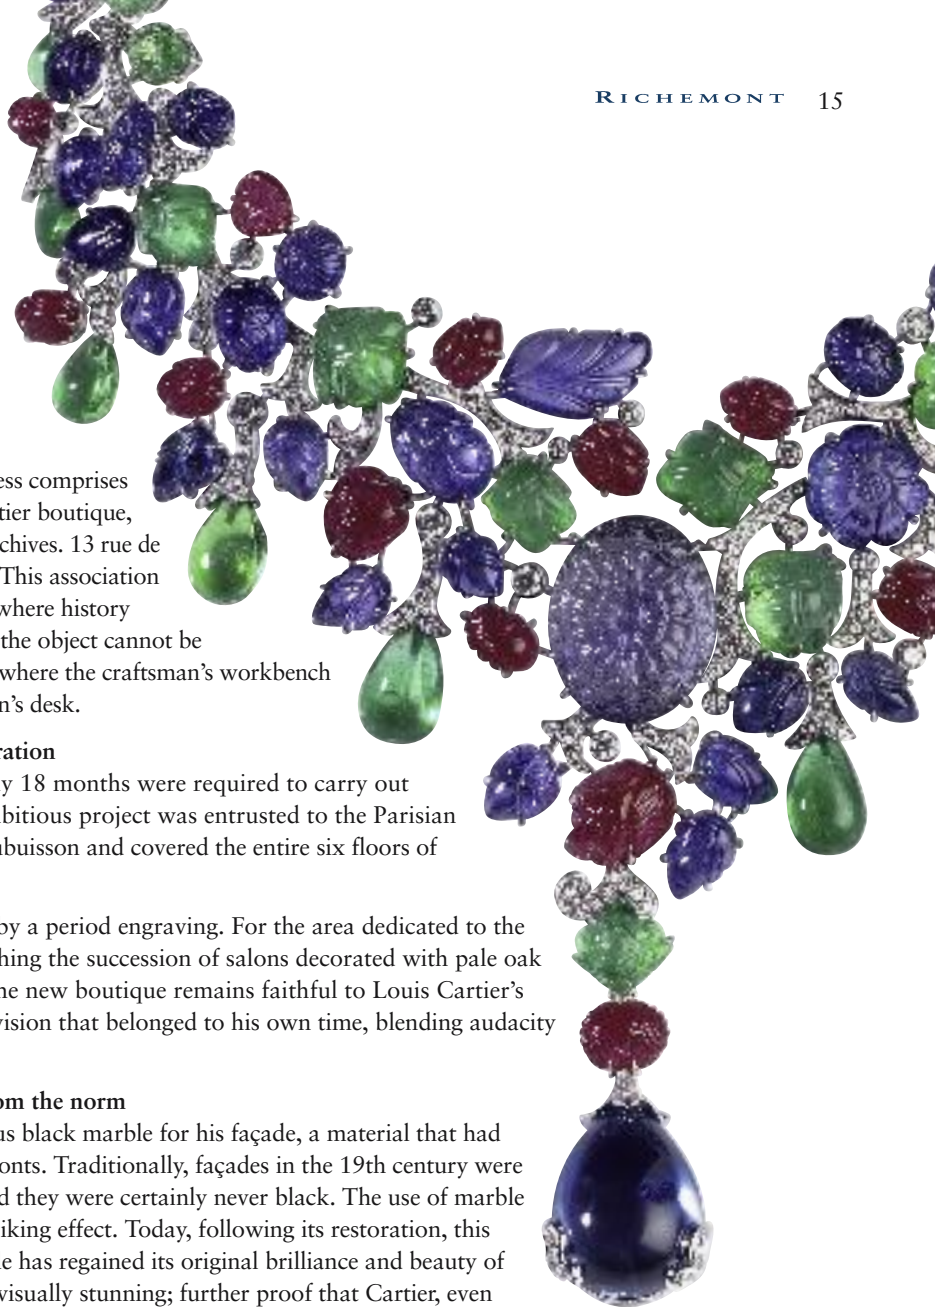 RICHEMONT 15
ess comprises
tier boutique,
chives. 13 rue de
This association
where history
the object cannot be
where the craftsman’s workbench
n’s desk.
ration
y 18 months were required to carry out
bitious project was entrusted to the Parisian
buisson and covered the entire six floors of
by a period engraving. For the area dedicated to the
hing the succession of salons decorated with pale oak
ne new boutique remains faithful to Louis Cartier’s
vision that belonged to his own time, blending audacity
om the norm
us black marble for his façade, a material that had
onts. Traditionally, façades in the 19th century were
d they were certainly never black. The use of marble
iking effect. Today, following its restoration, this
e has regained its original brilliance and beauty of
visually stunning; further proof that Cartier, even